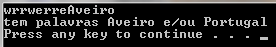 wrrwerreAveiro
tem palavras Aveiro e/ou Portugal
Press any key to continue . . .